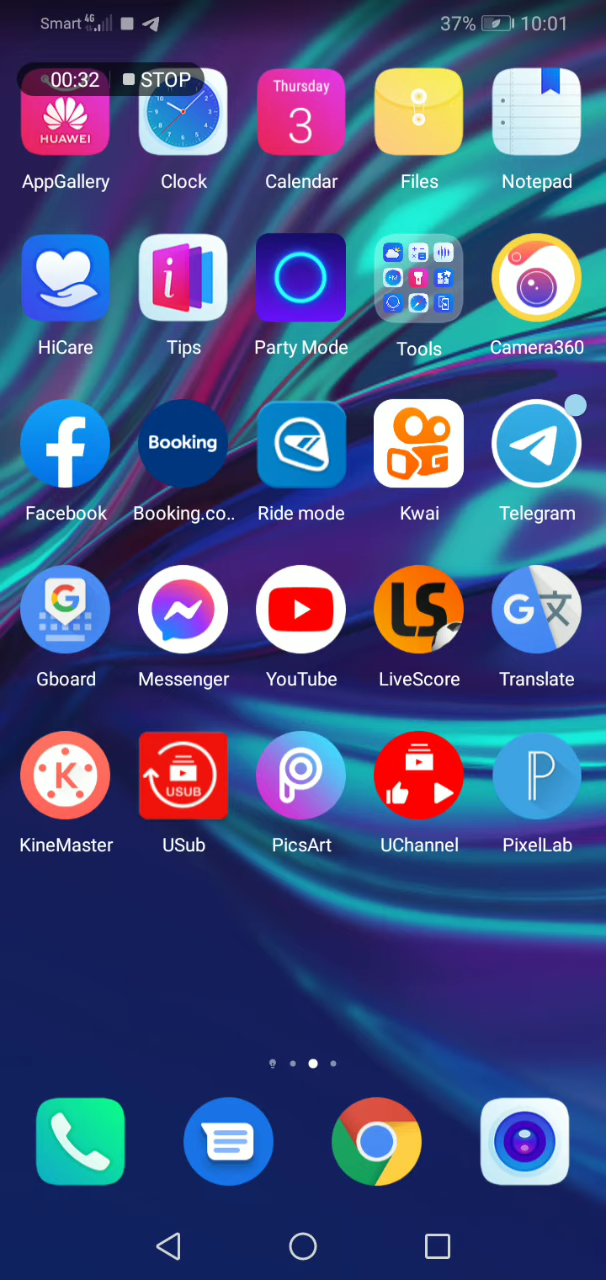 Smart 4G 37% 10:01
00:32 STOP
Thursday
3
HUAWEI
AppGallery Clock Calendar Files Notepad
i
HiCare Tips Party Mode Tools Camera360
Booking
Facebook Booking.co.. Ride mode Kwai Telegram
G LS G 文
Gboard Messenger YouTube LiveScore Translate
K USUB P
KineMaster USub PicsArt UChannel PixelLab